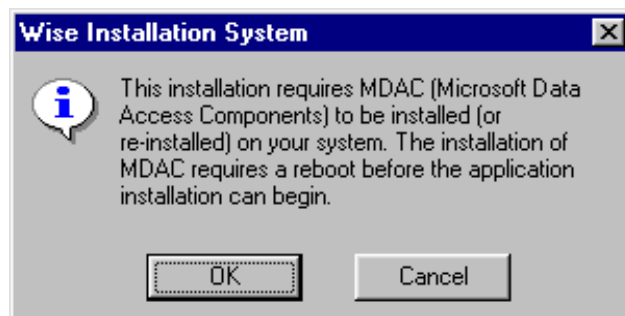 Wise Installation System
This installation requires MDAC (Microsoft Data
Access Components) to be installed (or
re-installed) on your system. The installation of
MDAC requires a reboot before the application
installation can begin.
OK
Cancel